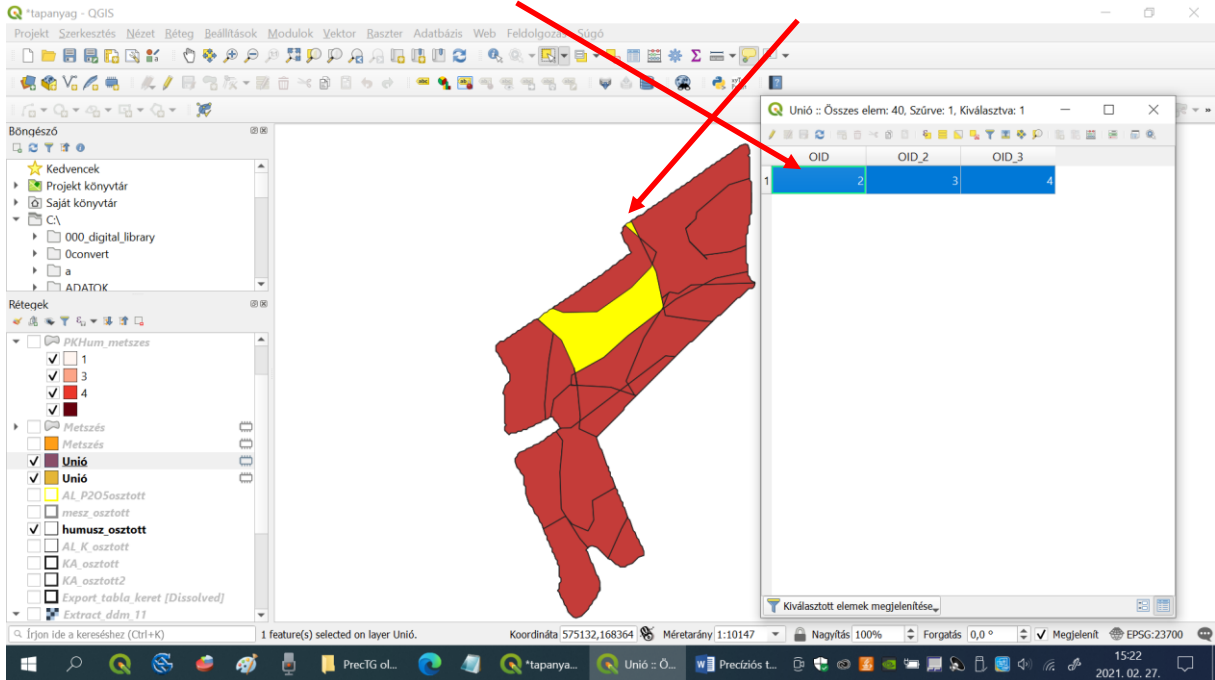 *tapanyag - QGIS
Projekt Szerkesztés Nézet Réteg Beállítások Modulok Vektor Raszter Adatbázis Web Feldolgozás Súgó
Unió :: Összes elem: 40, Szűrve: 1, Kiválasztva: 1
OID OID_2 OID_3
1 2 3 4
Böngésző
Kedvencek
Projekt könyvtár
Saját könyvtár
C:\
000_digital_library
0convert
a
ADATOK
Rétegek
PKHum_metszes
1
3
4
Metszés
Metszés
Unió
Unió
AL_P2O5osztott
mesz_osztott
humusz_osztott
AL_K_osztott
KA_osztott
KA_osztott2
Export_tabla_keret [Dissolved]
Extract_ddm_11
Kiválasztott elemek megjelenítése
Írjon ide a kereséshez (Ctrl+K) 1 feature(s) selected on layer Unió. Koordináta 575132,168364 Méretarány 1:10147 Nagyítás 100% Forgatás 0,0 ° Megjelenít EPSG:23700
PrecTG ol... *tapanya... Unió :: Ö... Precíziós t... 15:22
2021. 02. 27.